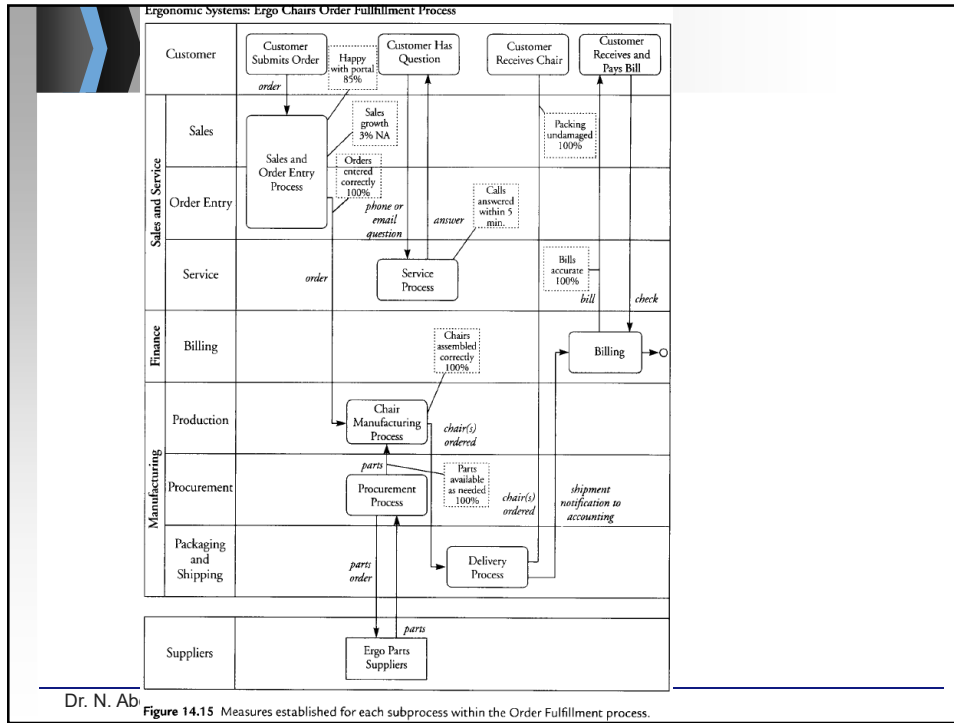 Ergonomic Systems: Ergo Chairs Order Fullfillment Process
Customer
Customer
Submits Order
Happy
with portal
85%
Customer Has
Question
Customer
Receives Chair
Customer
Receives and
Pays Bill
order
Sales and Service
Sales
Sales
growth
3% NA
Packing
undamaged
100%
Sales and
Order Entry
Process
Orders
entered
correctly
100%
Order Entry
phone or
email
question
answer
Calls
answered
within 5
min.
Service
order
Service
Process
Bills
accurate
100%
bill
check
Finance
Billing
Chairs
assembled
correctly
100%
Billing
Manufacturing
Production
Chair
Manufacturing
Process
chair(s)
ordered
parts
Procurement
Procurement
Process
Parts
available
as needed
100%
chair(s)
ordered
shipment
notification to
accounting
Packaging
and
Shipping
parts
order
Delivery
Process
parts
Suppliers
Ergo Parts
Suppliers
Dr. N.
Figure 14.15 Measures established for each subprocess within the Order Fulfillment process.